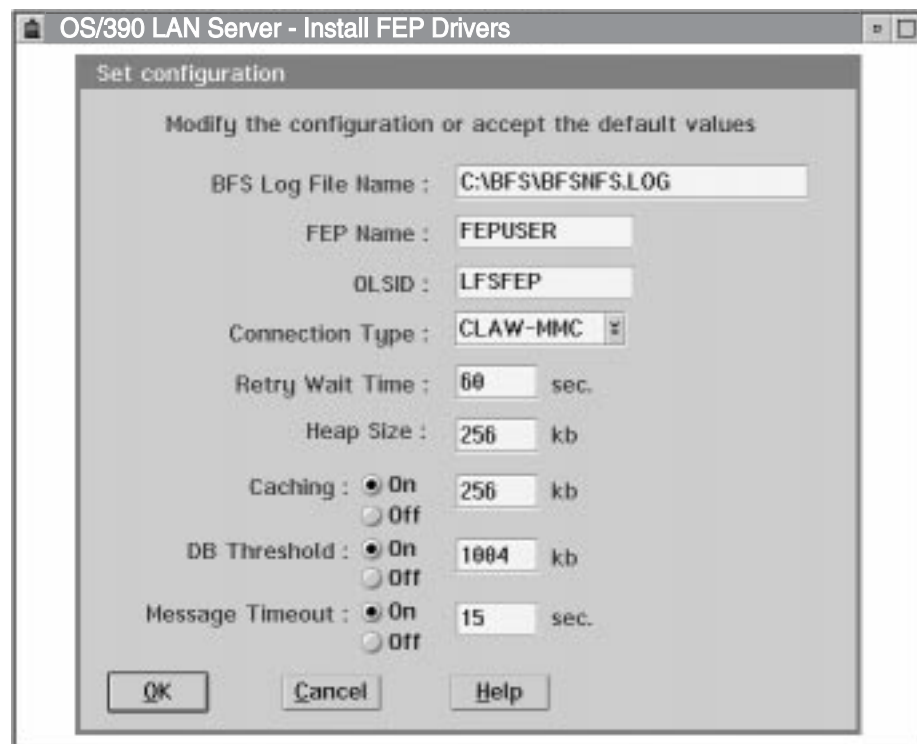 OS/390 LAN Server - Install FEP Drivers
Set configuration
Modify the configuration or accept the default values
BFS Log File Name : C:\BFS\BFSNFS.LOG
FEP Name : FEPUSER
OLSID : LFSFEP
Connection Type : CLAW-MMC
Retry Wait Time : 60 sec.
Heap Size : 256 kb
Caching : On 256 kb
Off
DB Threshold : On 1004 kb
Off
Message Timeout : On 15 sec.
Off
OK Cancel Help